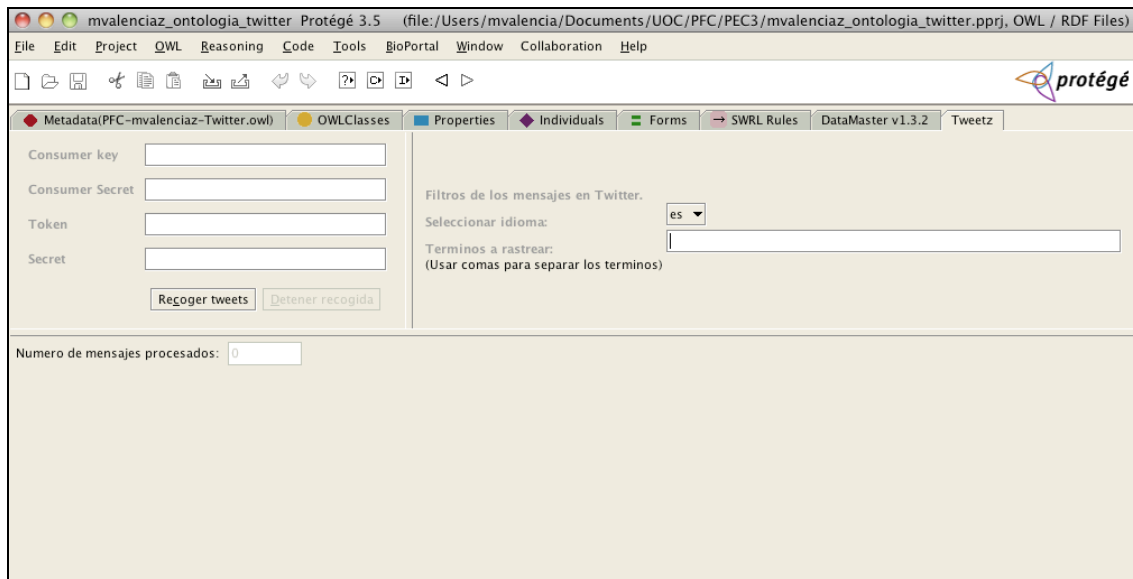 mvalenciaz_ontologia_twitter Protégé 3.5 (file:/Users/mvalencia/Documents/UOC/PFC/PEC3/mvalenciaz_ontologia_twitter.pprj, OWL / RDF Files)
File Edit Project OWL Reasoning Code Tools BioPortal Window Collaboration Help
protégé
Metadata(PFC-mvalenciaz-Twitter.owl) OWLClasses Properties Individuals Forms SWRL Rules DataMaster v1.3.2 Tweetz
Consumer key
Consumer Secret
Token
Secret
Recoger tweets Detener recogida
Filtros de los mensajes en Twitter.
Seleccionar idioma: es
Terminos a rastrear:
(Usar comas para separar los terminos)
Numero de mensajes procesados: 0